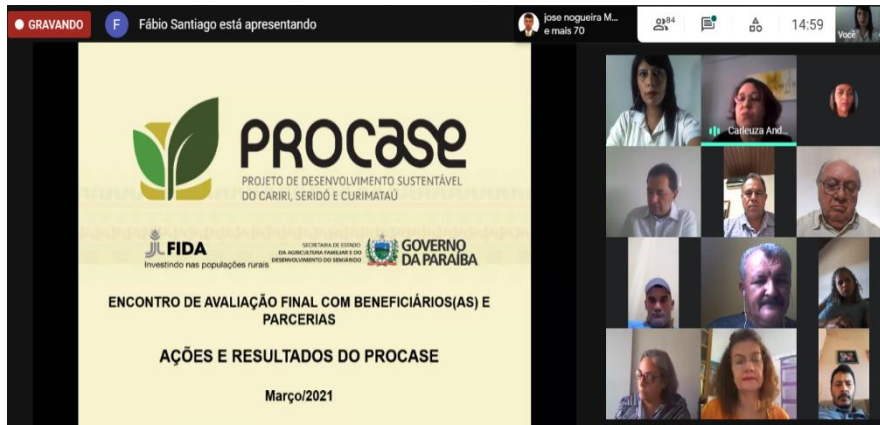 GRAVANDO
F
Fábio Santiago está apresentando
jose nogueira M...
e mais 70
84
14:59
Você
PROCASE
PROJETO DE DESENVOLVIMENTO SUSTENTÁVEL
DO CARIRI, SERIDÓ E CURIMATAÚ
FIDA
Investindo nas populações rurais
SECRETARIA DE ESTADO
DA AGRICULTURA FAMILIAR E DO
DESENVOLVIMENTO DO SEMIÁRIDO
GOVERNO
DA PARAÍBA
ENCONTRO DE AVALIAÇÃO FINAL COM BENEFICIÁRIOS(AS) E
PARCERIAS
AÇÕES E RESULTADOS DO PROCASE
Março/2021
Carleuza And...